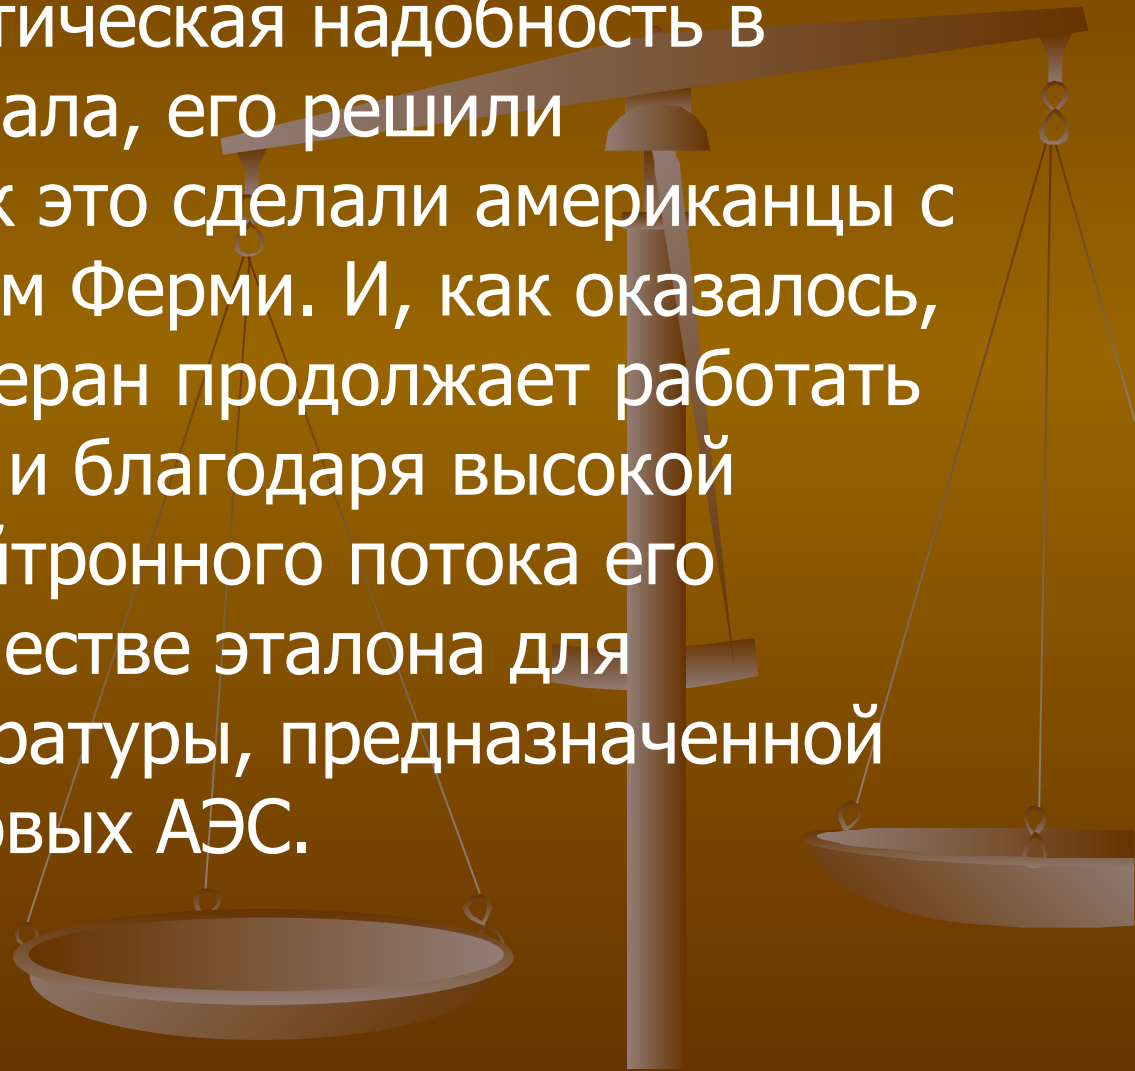 тическая надобность в
ала, его решили
к это сделали американцы с
м Ферми. И, как оказалось,
еран продолжает работать
и благодаря высокой
йтронного потока его
естве эталона для
ратуры, предназначенной
овых АЭС.